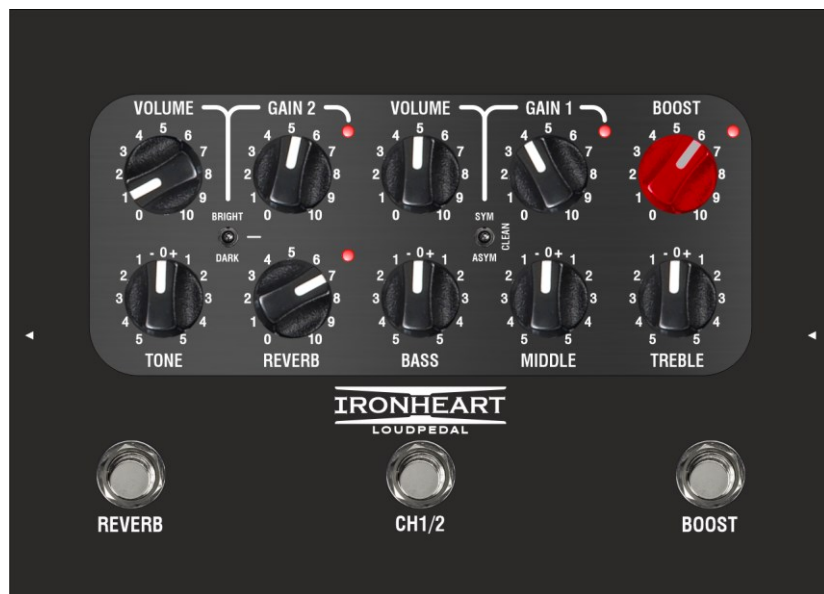 VOLUME GAIN 2 VOLUME GAIN 1 BOOST
0 1 2 3 4 5 6 7 8 9 10
0 1 2 3 4 5 6 7 8 9 10
0 1 2 3 4 5 6 7 8 9 10
0 1 2 3 4 5 6 7 8 9 10
0 1 2 3 4 5 6 7 8 9 10
BRIGHT
DARK
SYM
ASYM
CLEAN
5 4 3 2 1 - 0 + 1 2 3 4 5
0 1 2 3 4 5 6 7 8 9 10
5 4 3 2 1 - 0 + 1 2 3 4 5
5 4 3 2 1 - 0 + 1 2 3 4 5
5 4 3 2 1 - 0 + 1 2 3 4 5
TONE REVERB BASS MIDDLE TREBLE
IRONHEART
LOUDPEDAL
REVERB CH1/2 BOOST